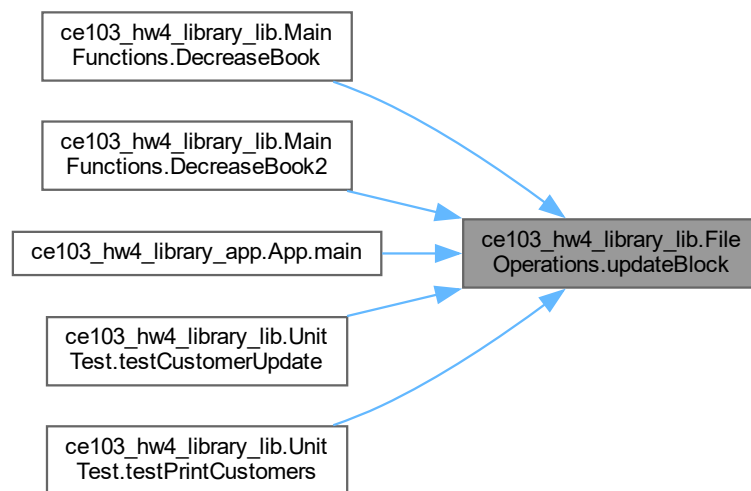 ce103_hw4_library_lib.Main
Functions.DecreaseBook
ce103_hw4_library_lib.Main
Functions.DecreaseBook2
ce103_hw4_library_app.App.main
ce103_hw4_library_lib.File
Operations.updateBlock
ce103_hw4_library_lib.Unit
Test.testCustomerUpdate
ce103_hw4_library_lib.Unit
Test.testPrintCustomers